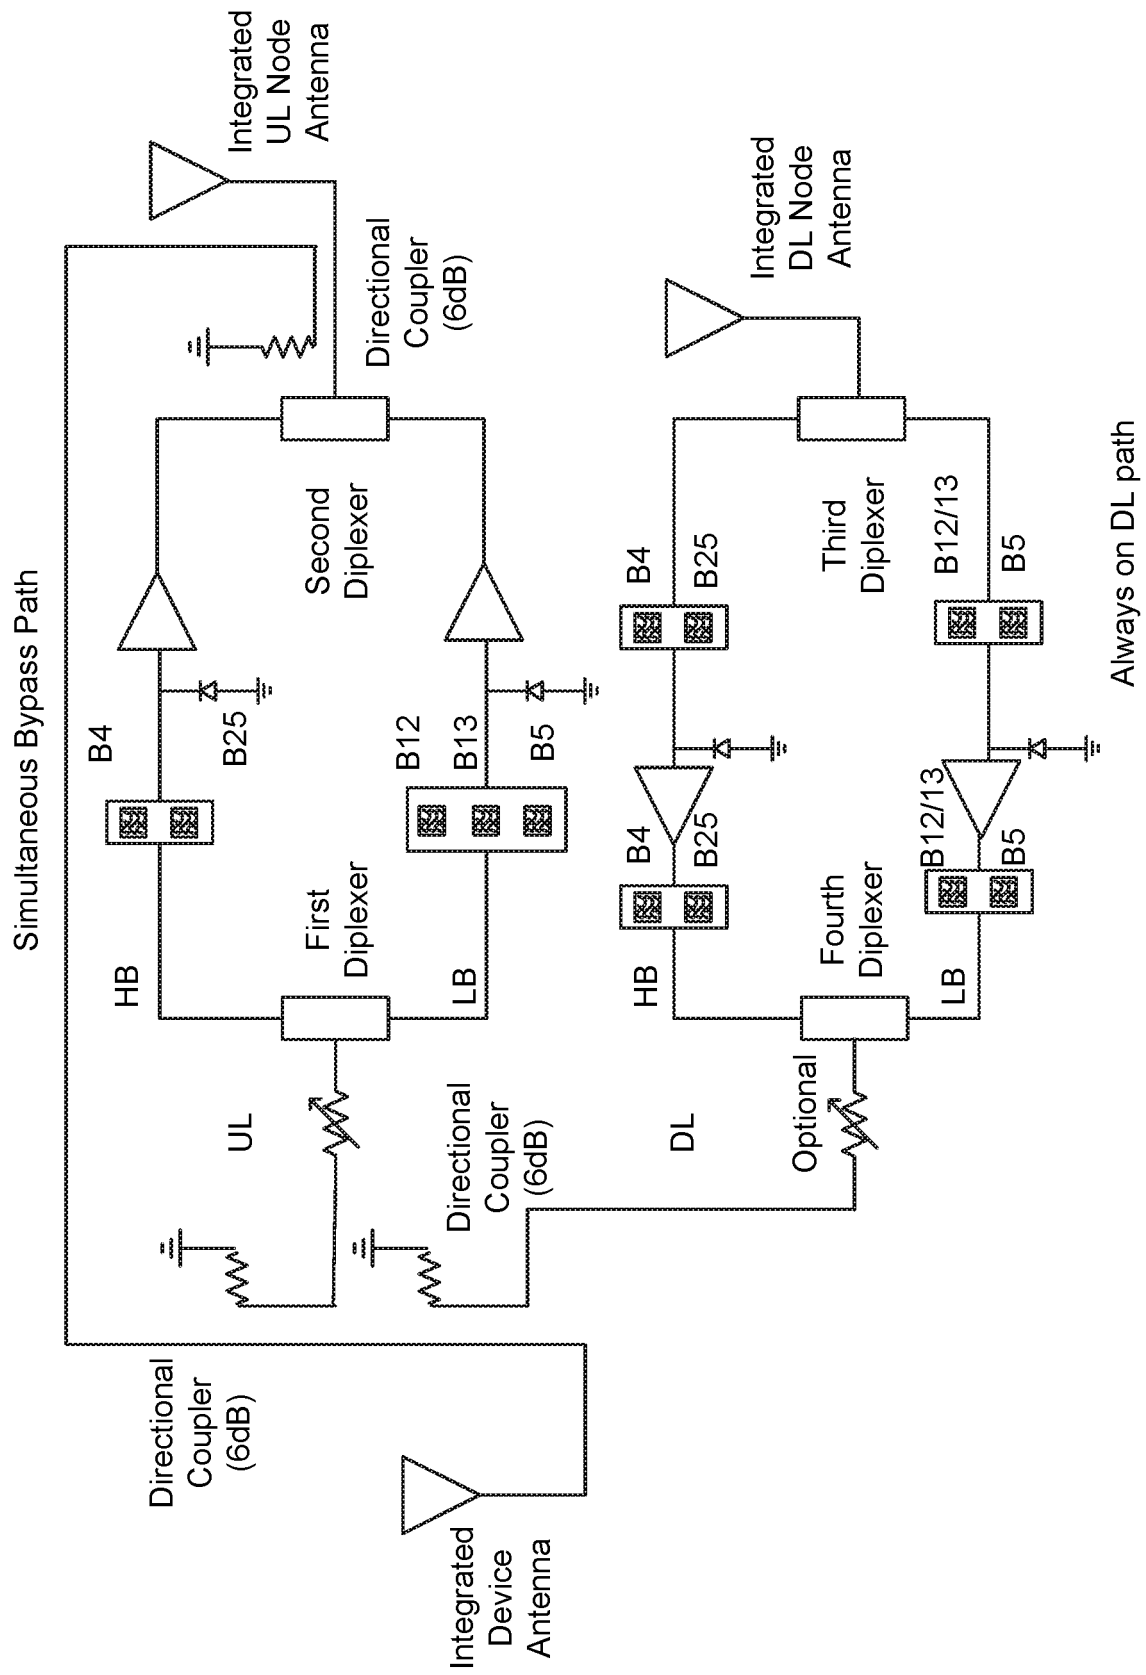 Simultaneous Bypass Path
Integrated
UL Node
Antenna
Directional
Coupler
(6dB)
Second
Diplexer
B4
B25
B12
B13
B5
HB
First
Diplexer
LB
UL
Directional
Coupler
(6dB)
Directional
Coupler
(6dB)
Integrated
Device
Antenna
Integrated
DL Node
Antenna
Third
Diplexer
B4
B25
B12/13
B5
B4
B25
B12/13
B5
HB
Fourth
Diplexer
LB
DL
Optional
Always on DL path